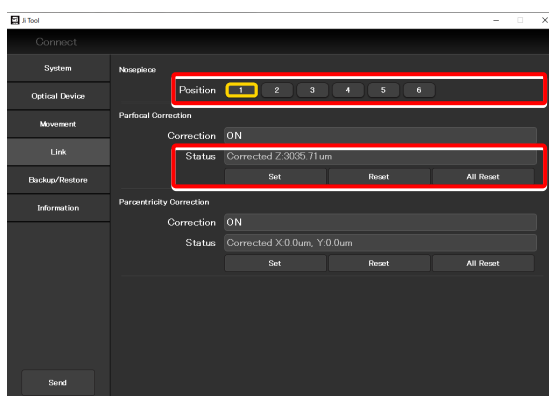 Ji Tool
Connect
System
Optical Device
Movement
Link
Backup/Restore
Information
Send
Nosepiece
Position 1 2 3 4 5 6
Parfocal Correction
Correction ON
Status Corrected Z:3035.71um
Set Reset All Reset
Parcentricity Correction
Correction ON
Status Corrected X:0.0um, Y:0.0um
Set Reset All Reset